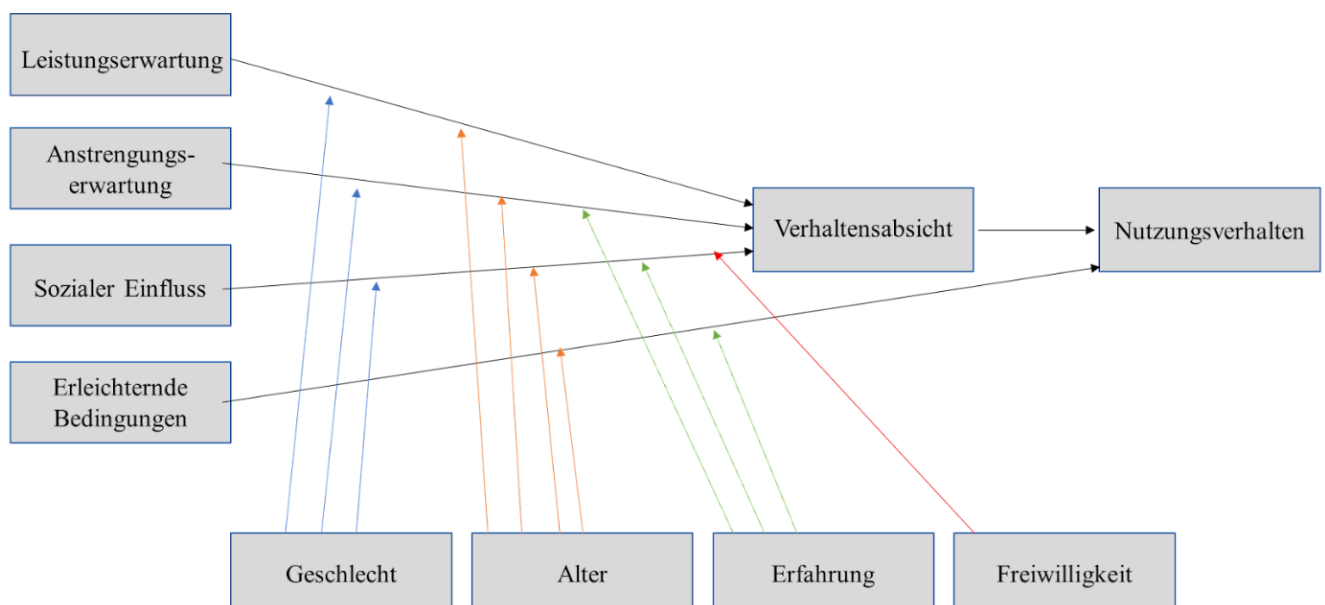 Leistungserwartung
Anstrengungs-
erwartung
Sozialer Einfluss
Erleichternde
Bedingungen
Verhaltensabsicht
Nutzungsverhalten
Geschlecht
Alter
Erfahrung
Freiwilligkeit